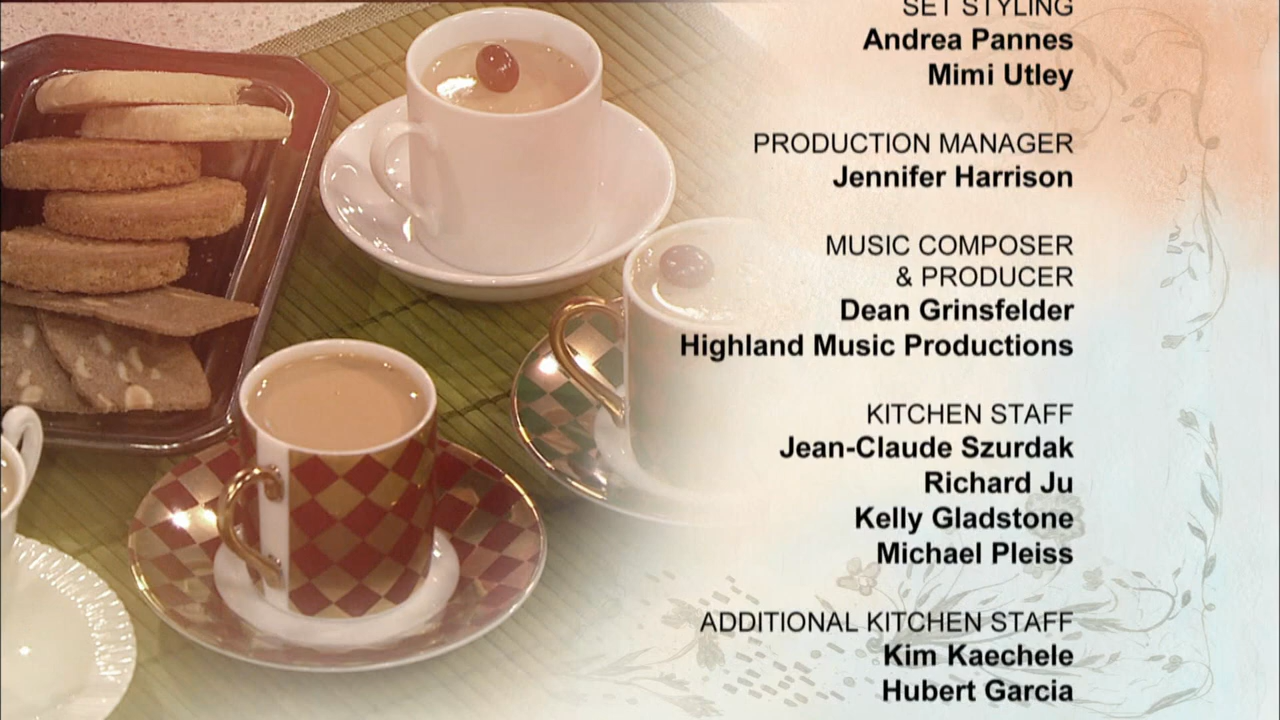 SET STYLING
Andrea Pannes
Mimi Utley
PRODUCTION MANAGER
Jennifer Harrison
MUSIC COMPOSER
& PRODUCER
Dean Grinsfelder
Highland Music Productions
KITCHEN STAFF
Jean-Claude Szurdak
Richard Ju
Kelly Gladstone
Michael Pleiss
ADDITIONAL KITCHEN STAFF
Kim Kaechele
Hubert Garcia